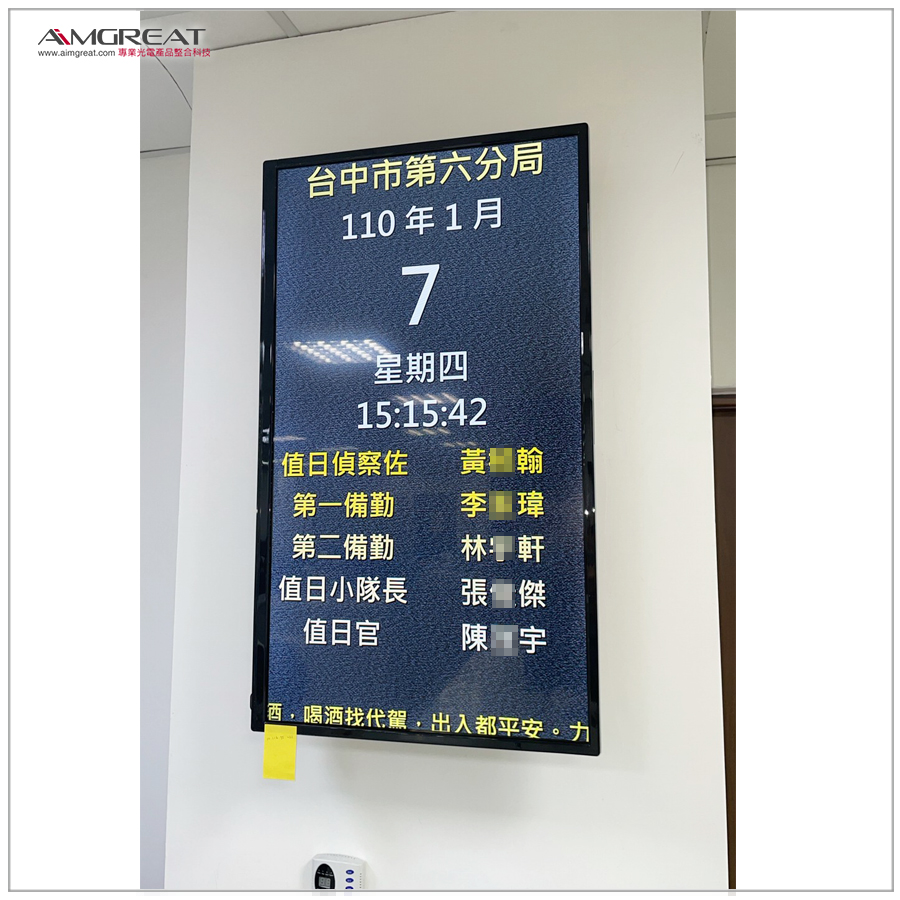 AIMGREAT
www.aimgreat.com 專業光電產品整合科技
台中市第六分局
110 年 1 月
7
星期四
15:15:42
值日偵察佐 黃 翰
第一備勤 李 瑋
第二備勤 林 軒
值日小隊長 張 傑
值日官 陳 宇
酒，喝酒找代駕，出入都平安。力